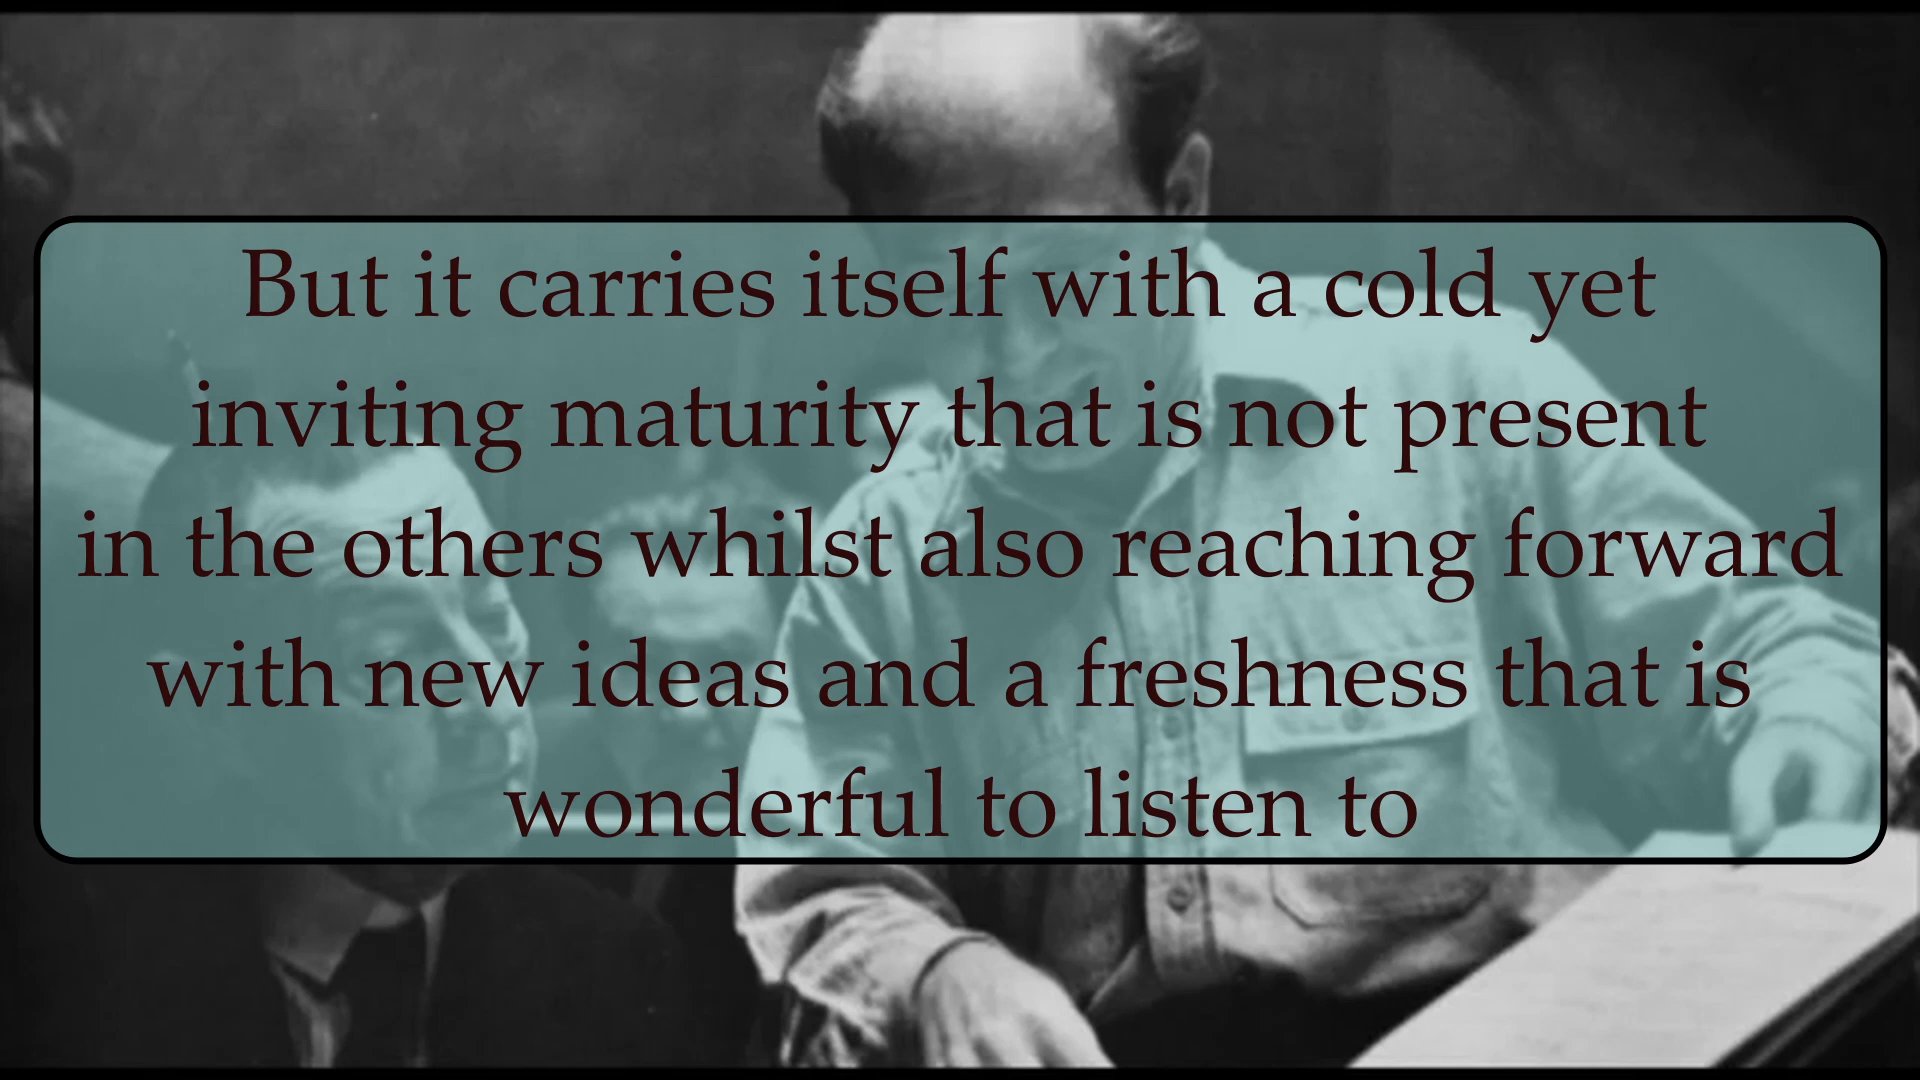 But it carries itself with a cold yet
inviting maturity that is not present
in the others whilst also reaching forward
with new ideas and a freshness that is
wonderful to listen to